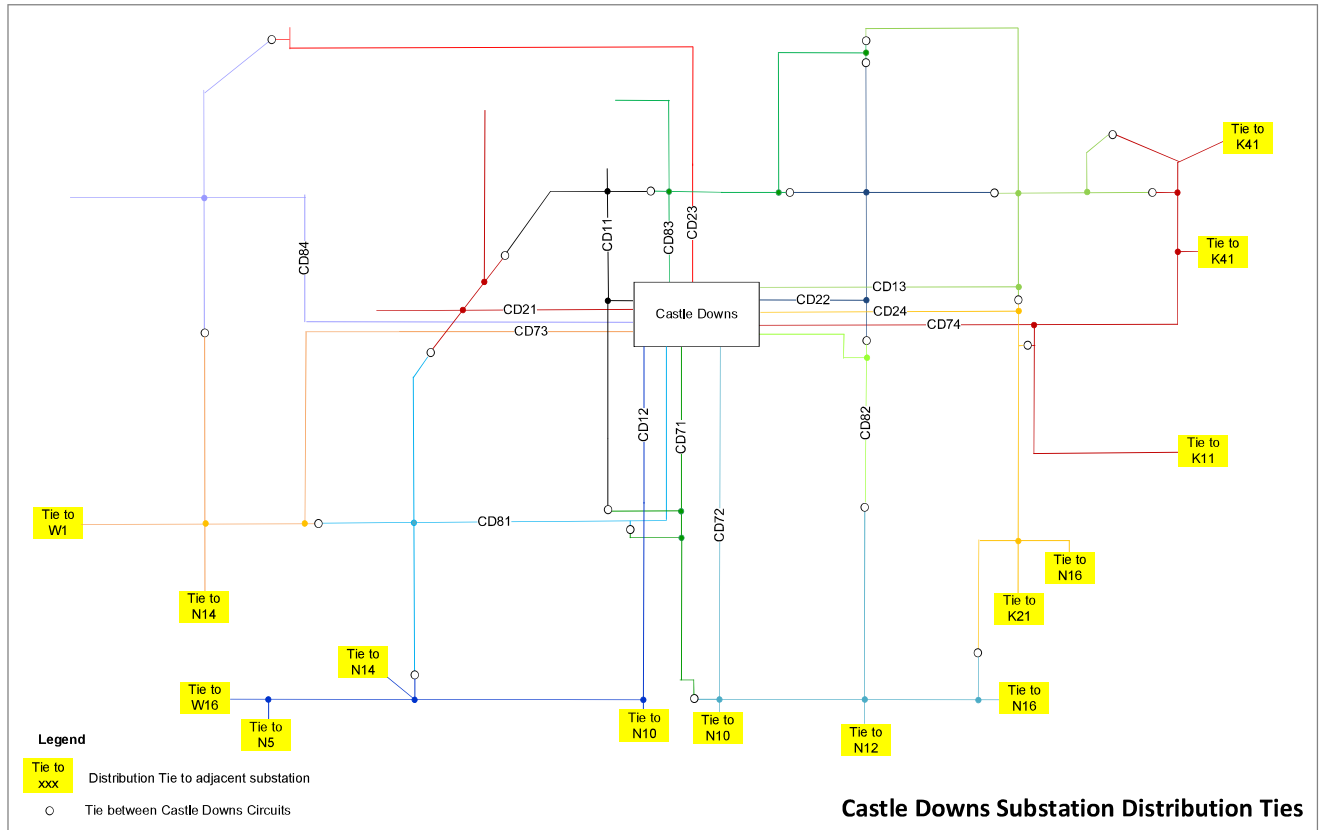 Tie to
K41
CD11
CD83
CD23
CD84
Tie to
K41
CD13
CD22
CD24
CD21
Castle Downs
CD74
CD73
CD12
CD71
CD82
Tie to
K11
Tie to
W1
CD81
CD72
Tie to
N16
Tie to
N14
Tie to
K21
Tie to
N14
Tie to
W16
Tie to
N16
Tie to
N5
Tie to
N10
Tie to
N10
Tie to
N12
Legend
Tie to
xxx
Distribution Tie to adjacent substation
Tie between Castle Downs Circuits
Castle Downs Substation Distribution Ties